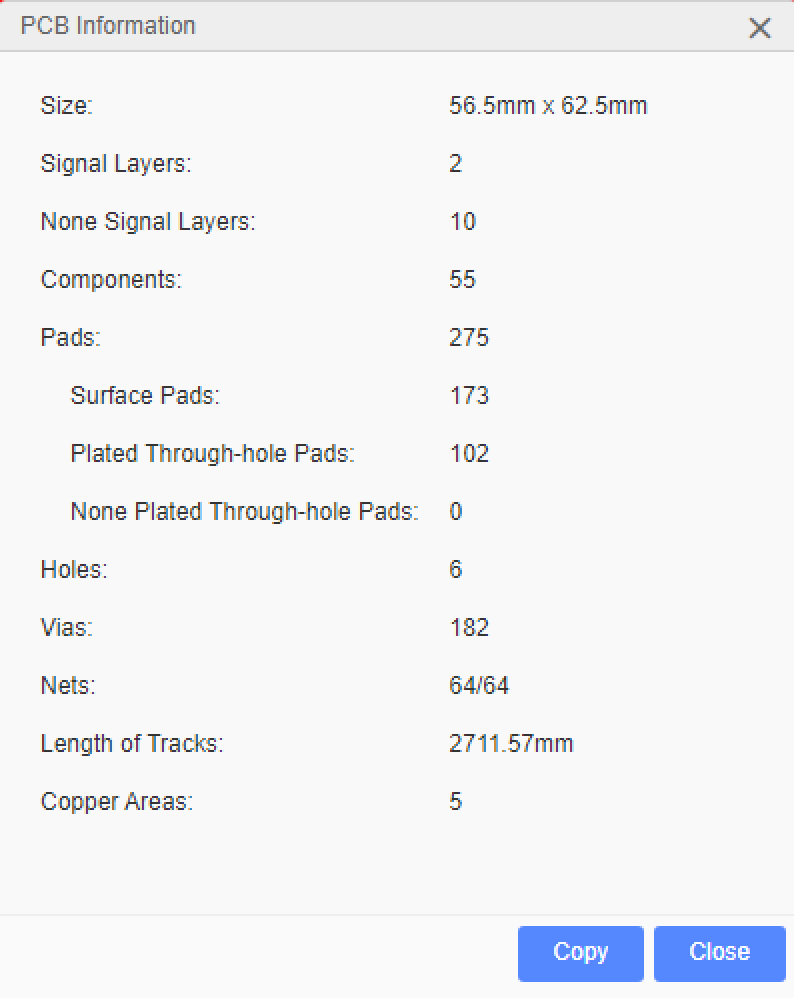 PCB Information
Size: 56.5mm x 62.5mm
Signal Layers: 2
None Signal Layers: 10
Components: 55
Pads: 275
Surface Pads: 173
Plated Through-hole Pads: 102
None Plated Through-hole Pads: 0
Holes: 6
Vias: 182
Nets: 64/64
Length of Tracks: 2711.57mm
Copper Areas: 5
Copy Close